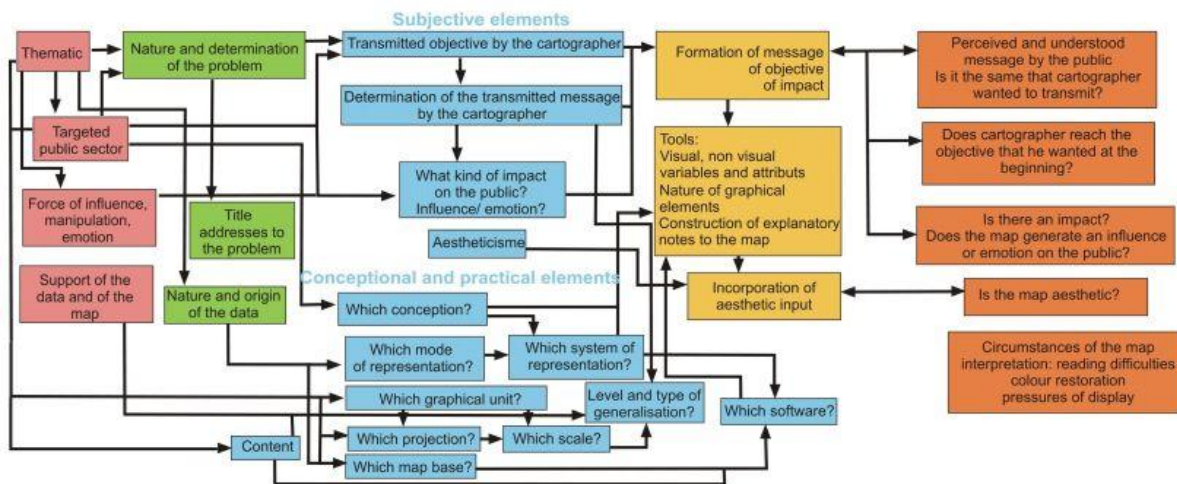 Subjective elements
Thematic
Nature and determination
of the problem
Transmitted objective by the cartographer
Formation of message
of objective
of impact
Perceived and understood
message by the public
Is it the same that cartographer
wanted to transmit?
Determination of the transmitted message
by the cartographer
Targeted
public sector
Tools:
Visual, non visual
variables and attributs
Nature of graphical
elements
Construction of explanatory
notes to the map
Does cartographer reach the
objective that he wanted at the
beginning?
What kind of impact
on the public?
Influence/ emotion?
Force of influence,
manipulation,
emotion
Title
addresses to
the problem
Is there an impact?
Does the map generate an influence
or emotion on the public?
Aestheticisme
Conceptional and practical elements
Support of the
data and of the
map
Nature and origin
of the data
Incorporation of
aesthetic input
Is the map aesthetic?
Which conception?
Which mode
of representation?
Which system of
representation?
Circumstances of the map
interpretation: reading difficulties
colour restoration
pressures of display
Which graphical unit?
Level and type of
generalisation?
Which software?
Content
Which projection?
Which scale?
Which map base?